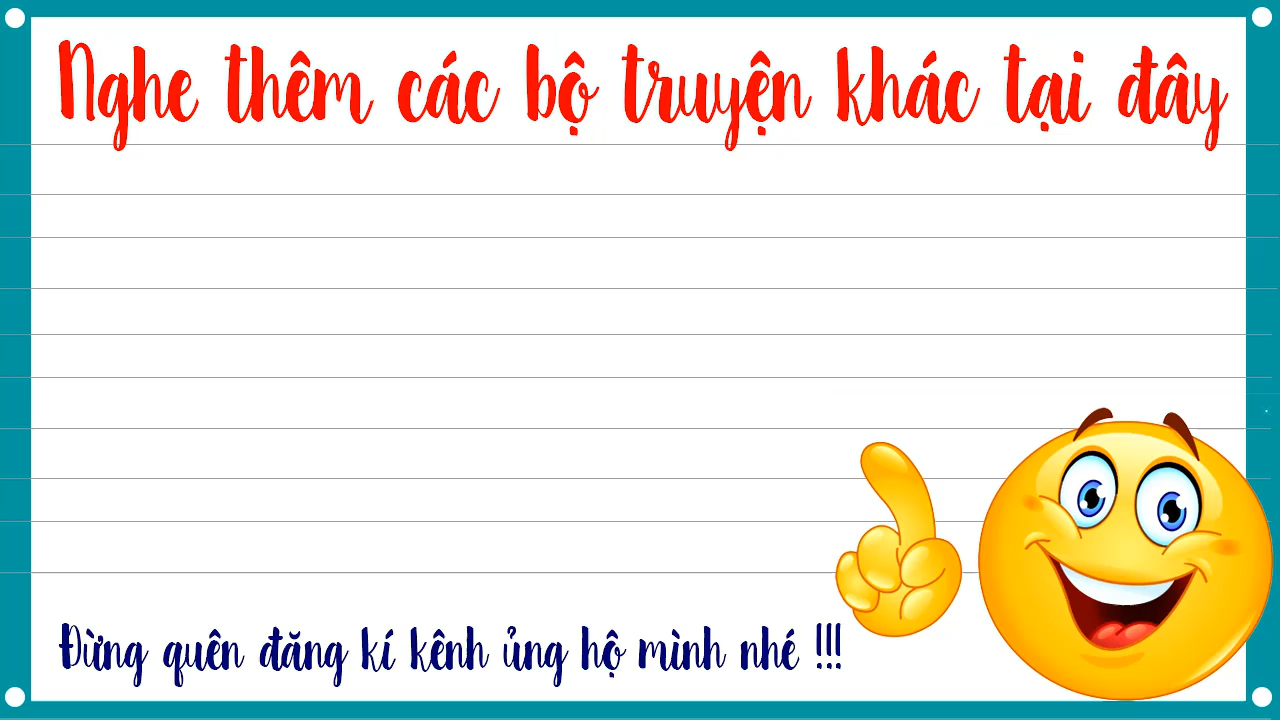 Nghe thêm các bộ truyện khác tại đây
Đừng quên đăng kí kênh ủng hộ mình nhé !!!